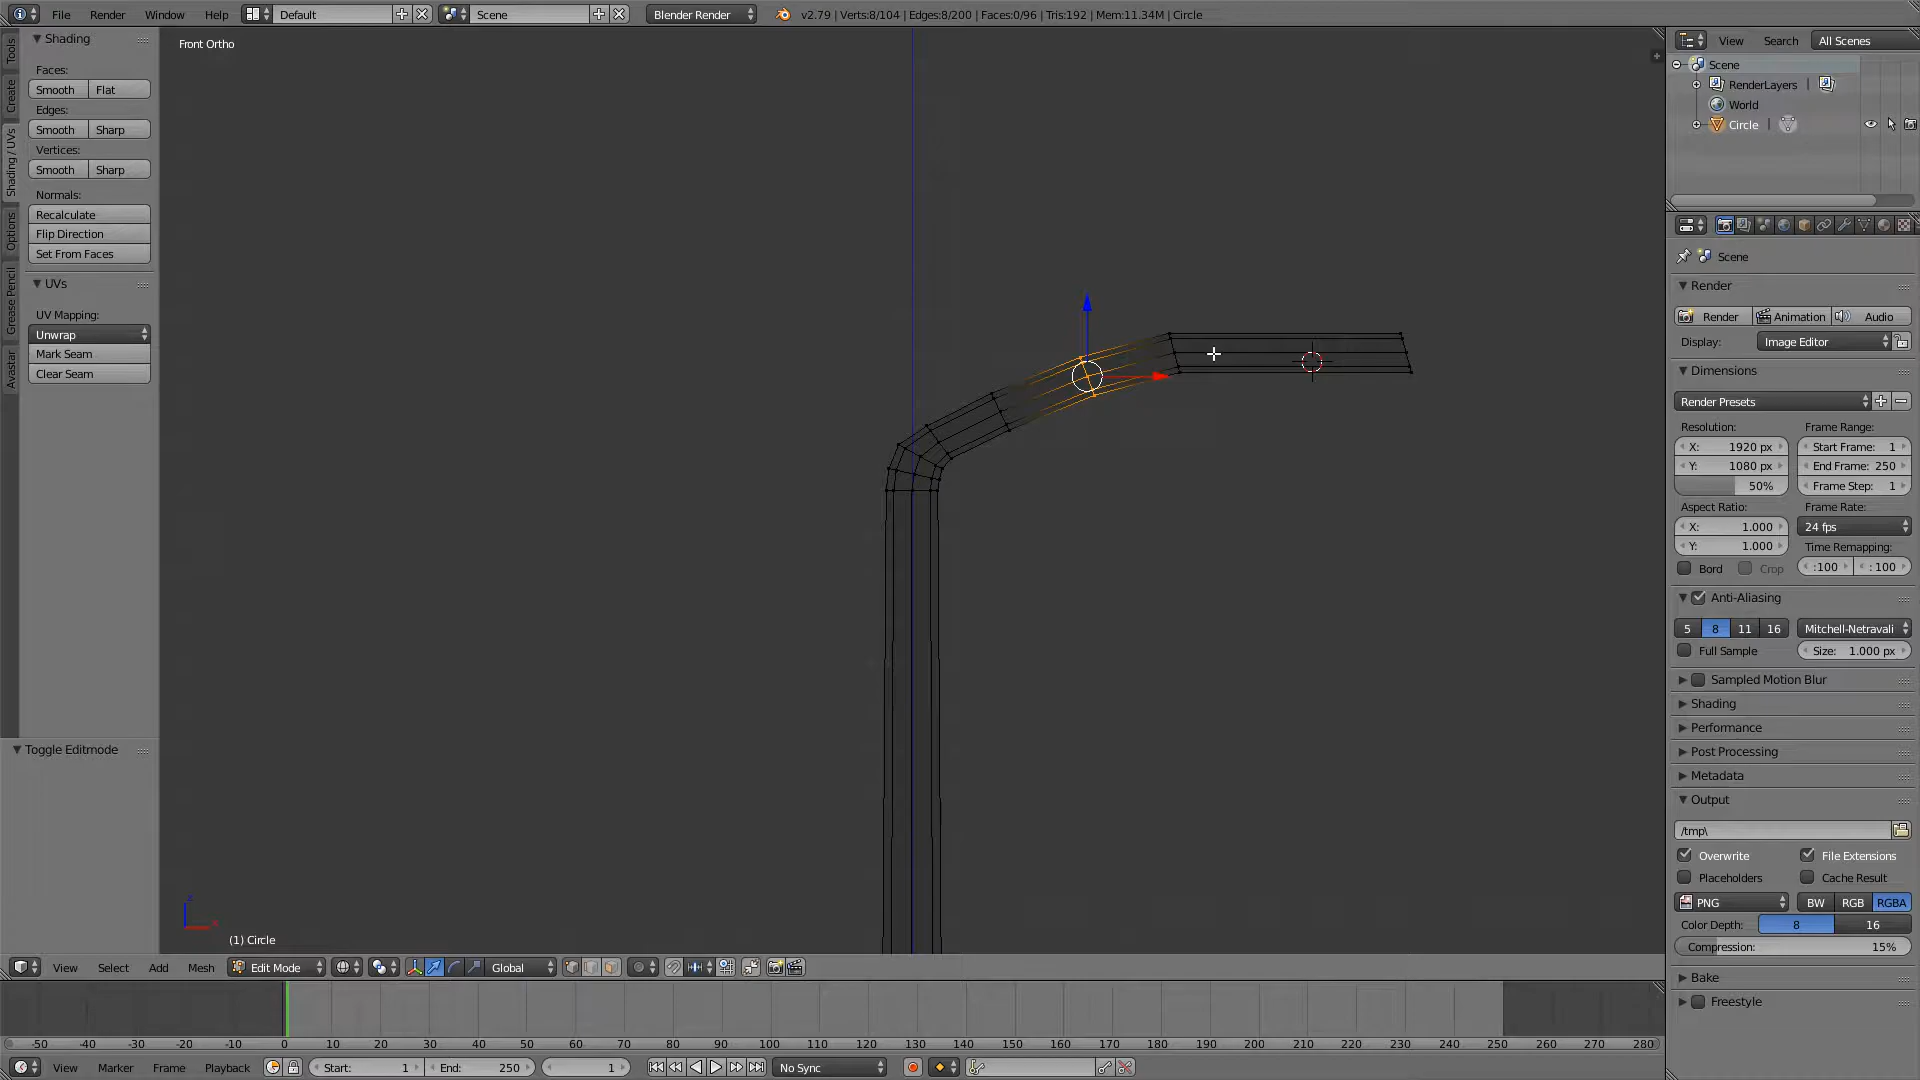 File Render Window Help Default Scene Blender Render v2.79 | Verts:8/104 | Edges:8/200 | Faces:0/96 | Tris:192 | Mem:11.34M | Circle
Tools
Create
Shading / UVs
Options
Grease Pencil
Avastar
Shading
Faces:
Smooth Flat
Edges:
Smooth Sharp
Vertices:
Smooth Sharp
Normals:
Recalculate
Flip Direction
Set From Faces
UVs
UV Mapping:
Unwrap
Mark Seam
Clear Seam
Toggle Editmode
Front Ortho
(1) Circle
View Select Add Mesh Edit Mode Global
-50 -40 -30 -20 -10 0 10 20 30 40 50 60 70 80 90 100 110 120 130 140 150 160 170 180 190 200 210 220 230 240 250 260 270 280
View Marker Frame Playback Start: 1 End: 250 1 No Sync
View Search All Scenes
Scene
RenderLayers |
World
Circle |
Scene
Render
Render Animation Audio
Display: Image Editor
Dimensions
Render Presets
Resolution: Frame Range:
X: 1920 px Start Frame: 1
Y: 1080 px End Frame: 250
50% Frame Step: 1
Aspect Ratio: Frame Rate:
X: 1.000 24 fps
Y: 1.000 Time Remapping:
Bord Crop :100 : 100
Anti-Aliasing
5 8 11 16 Mitchell-Netravali
Full Sample Size: 1.000 px
Sampled Motion Blur
Shading
Performance
Post Processing
Metadata
Output
/tmp\
Overwrite File Extensions
Placeholders Cache Result
PNG BW RGB RGBA
Color Depth: 8 16
Compression: 15%
Bake
Freestyle